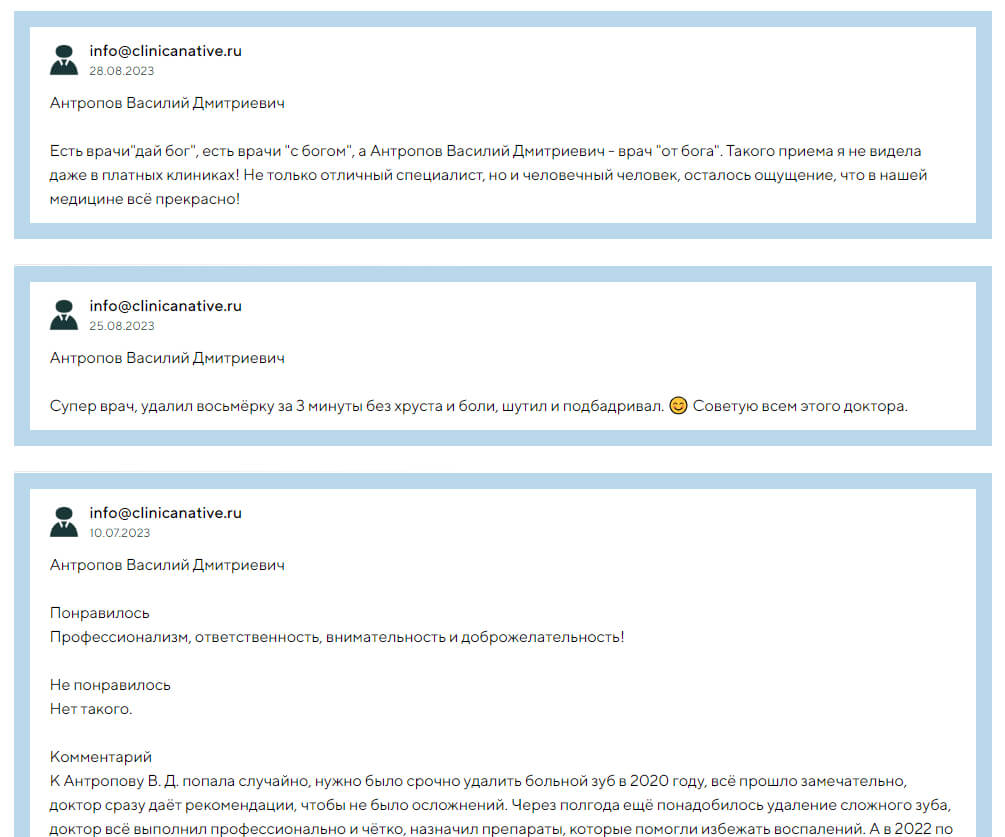 info@clinicanative.ru
28.08.2023
Антропов Василий Дмитриевич
Есть врачи"дай бог", есть врачи "с богом", а Антропов Василий Дмитриевич - врач "от бога". Такого приема я не видела
даже в платных клиниках! Не только отличный специалист, но и человечный человек, осталось ощущение, что в нашей
медицине всё прекрасно!
info@clinicanative.ru
25.08.2023
Антропов Василий Дмитриевич
Супер врач, удалил восьмёрку за 3 минуты без хруста и боли, шутил и подбадривал. 😊 Советую всем этого доктора.
info@clinicanative.ru
10.07.2023
Антропов Василий Дмитриевич
Понравилось
Профессионализм, ответственность, внимательность и доброжелательность!
Не понравилось
Нет такого.
Комментарий
К Антропову В. Д. попала случайно, нужно было срочно удалить больной зуб в 2020 году, всё прошло замечательно,
доктор сразу даёт рекомендации, чтобы не было осложнений. Через полгода ещё понадобилось удаление сложного зуба,
доктор всё выполнил профессионально и чётко, назначил препараты, которые помогли избежать воспалений. А в 2022 по